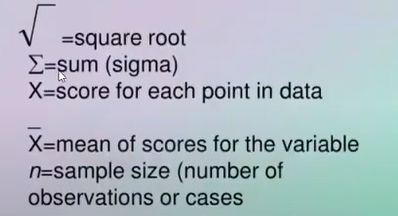 √ =square root
Σ=sum (sigma)
X=score for each point in data
X̄=mean of scores for the variable
n=sample size (number of
observations or cases